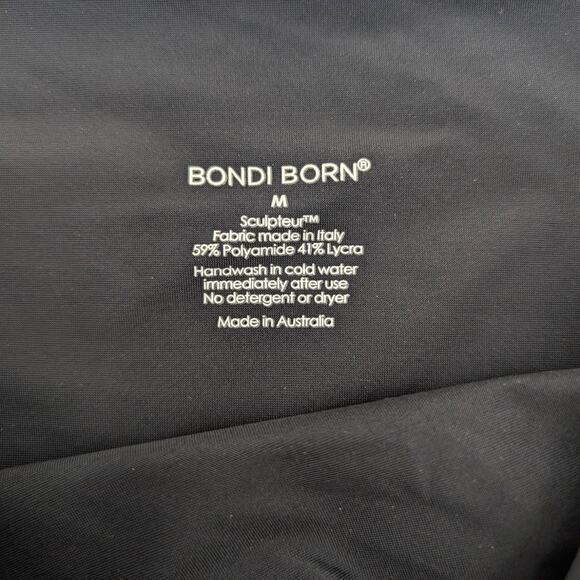 BONDI BORN®
M
Sculpteur™
Fabric made in Italy
59% Polyamide 41% Lycra
Handwash in cold water
immediately after use
No detergent or dryer
Made in Australia